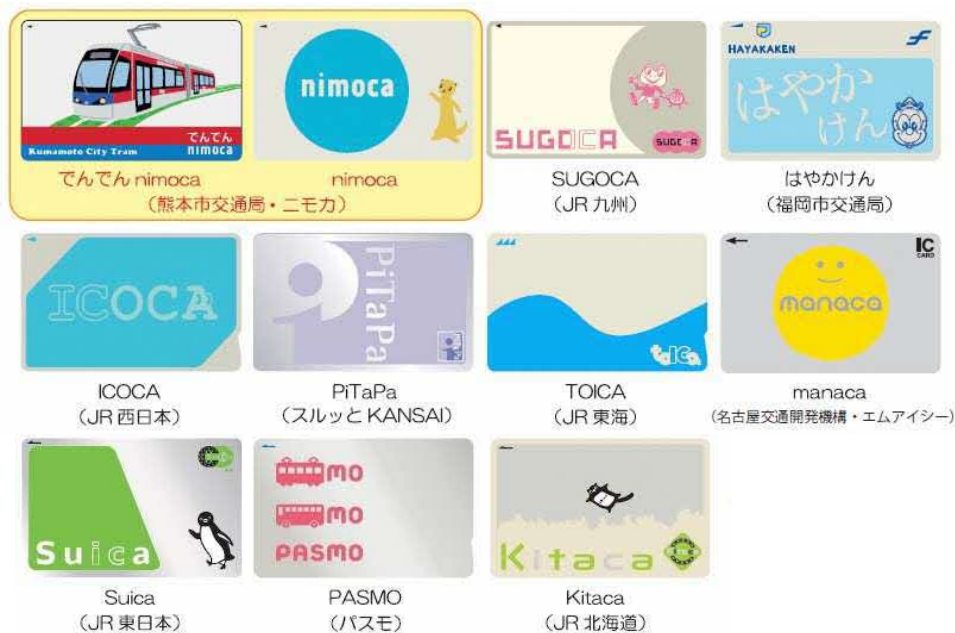 Kumamoto City Tram
でんでん
nimoca
でんでん nimoca
nimoca
nimoca
（熊本市交通局・ニモカ）
SUGOCA
SUGOCA
SUGOCA
（JR 九州）
HAYAKAKEN
はやか
けん
はやかけん
（福岡市交通局）
ICOCA
ICOCA
（JR 西日本）
PiTaPa
PiTaPa
（スルッと KANSAI）
toica
TOICA
（JR 東海）
IC
CARD
manaca
manaca
（名古屋交通開発機構・エムアイシー）
Suica
Suica
（JR 東日本）
MO
MO
PASMO
PASMO
（パスモ）
Kitaca
Kitaca
（JR 北海道）